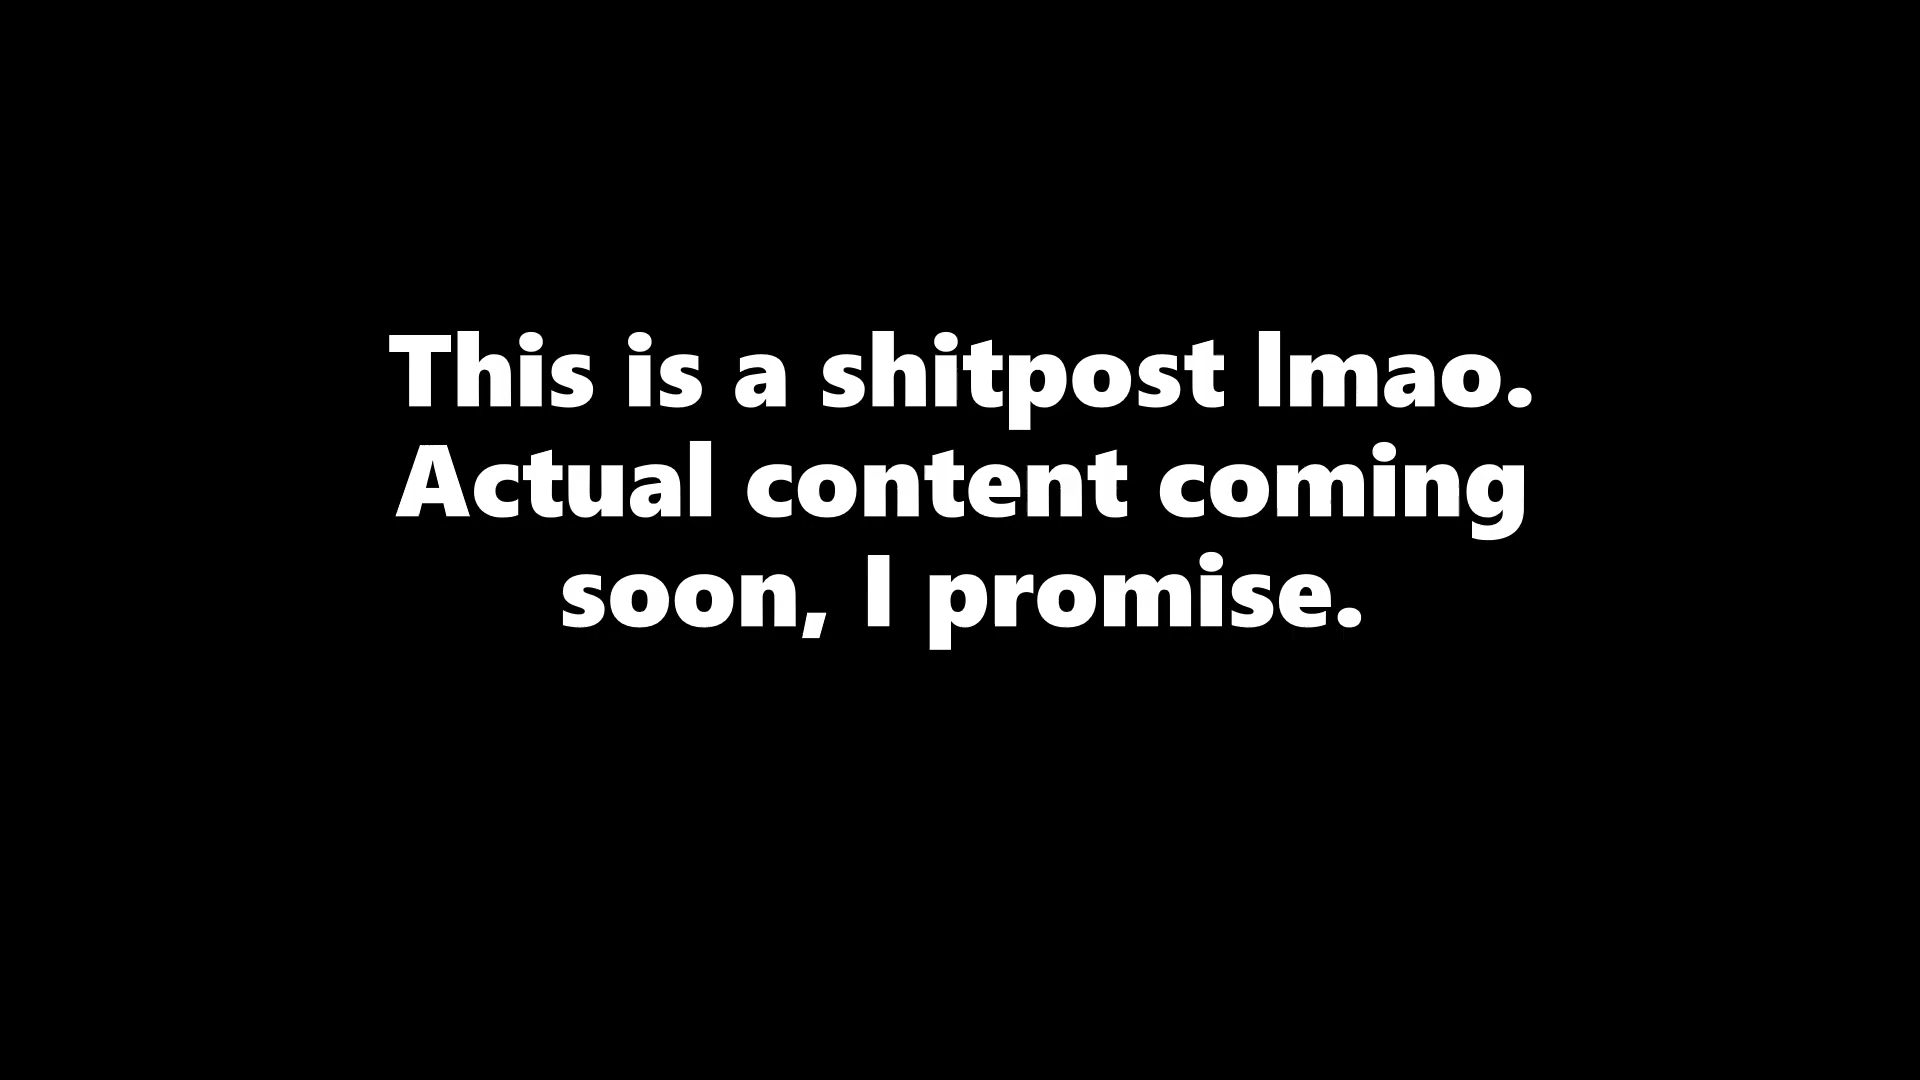 This is a shitpost lmao.
Actual content coming
soon, I promise.